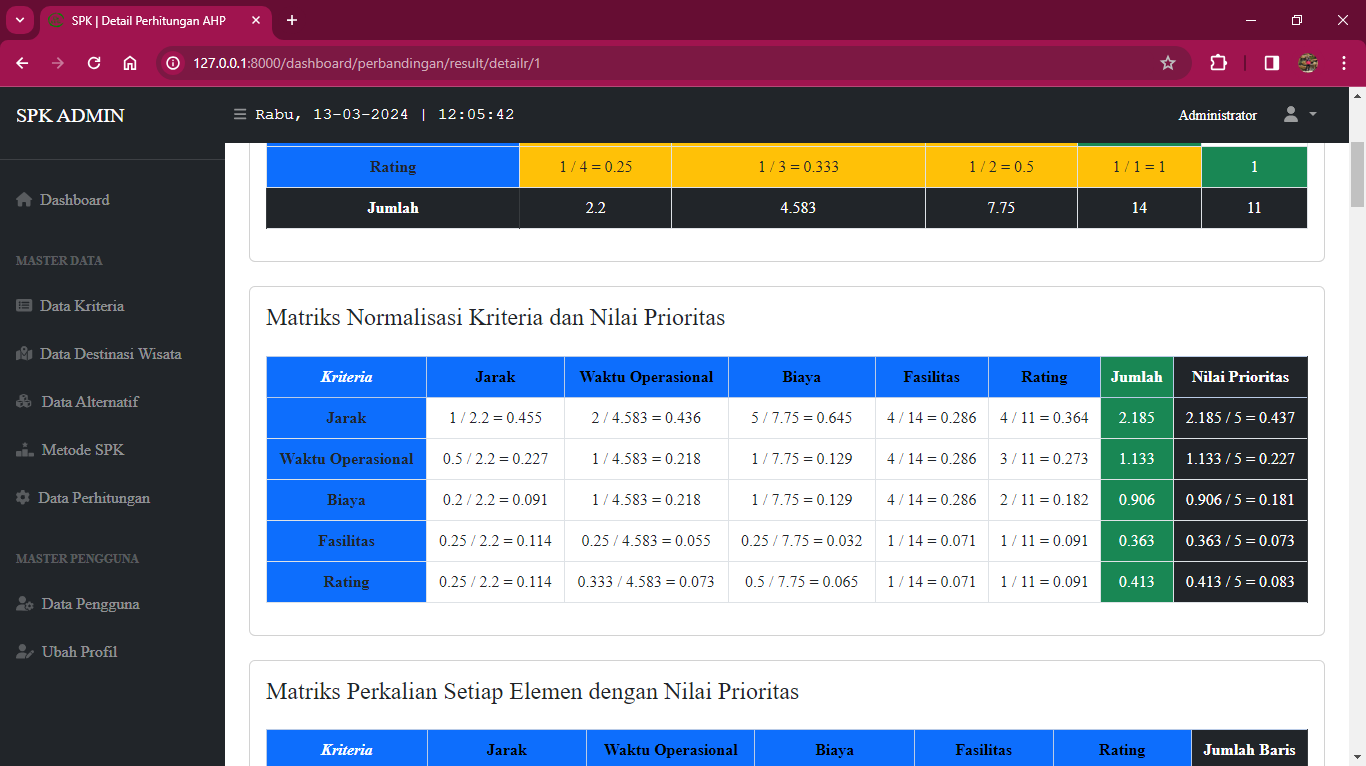 SPK | Detail Perhitungan AHP
127.0.0.1:8000/dashboard/perbandingan/result/detailr/1
SPK ADMIN
Rabu, 13-03-2024 | 12:05:42
Administrator
Dashboard
MASTER DATA
Data Kriteria
Data Destinasi Wisata
Data Alternatif
Metode SPK
Data Perhitungan
MASTER PENGGUNA
Data Pengguna
Ubah Profil
Rating 1 / 4 = 0.25 1 / 3 = 0.333 1 / 2 = 0.5 1 / 1 = 1 1
Jumlah 2.2 4.583 7.75 14 11
Matriks Normalisasi Kriteria dan Nilai Prioritas
Kriteria Jarak Waktu Operasional Biaya Fasilitas Rating Jumlah Nilai Prioritas
Jarak 1 / 2.2 = 0.455 2 / 4.583 = 0.436 5 / 7.75 = 0.645 4 / 14 = 0.286 4 / 11 = 0.364 2.185 2.185 / 5 = 0.437
Waktu Operasional 0.5 / 2.2 = 0.227 1 / 4.583 = 0.218 1 / 7.75 = 0.129 4 / 14 = 0.286 3 / 11 = 0.273 1.133 1.133 / 5 = 0.227
Biaya 0.2 / 2.2 = 0.091 1 / 4.583 = 0.218 1 / 7.75 = 0.129 4 / 14 = 0.286 2 / 11 = 0.182 0.906 0.906 / 5 = 0.181
Fasilitas 0.25 / 2.2 = 0.114 0.25 / 4.583 = 0.055 0.25 / 7.75 = 0.032 1 / 14 = 0.071 1 / 11 = 0.091 0.363 0.363 / 5 = 0.073
Rating 0.25 / 2.2 = 0.114 0.333 / 4.583 = 0.073 0.5 / 7.75 = 0.065 1 / 14 = 0.071 1 / 11 = 0.091 0.413 0.413 / 5 = 0.083
Matriks Perkalian Setiap Elemen dengan Nilai Prioritas
Kriteria Jarak Waktu Operasional Biaya Fasilitas Rating Jumlah Baris